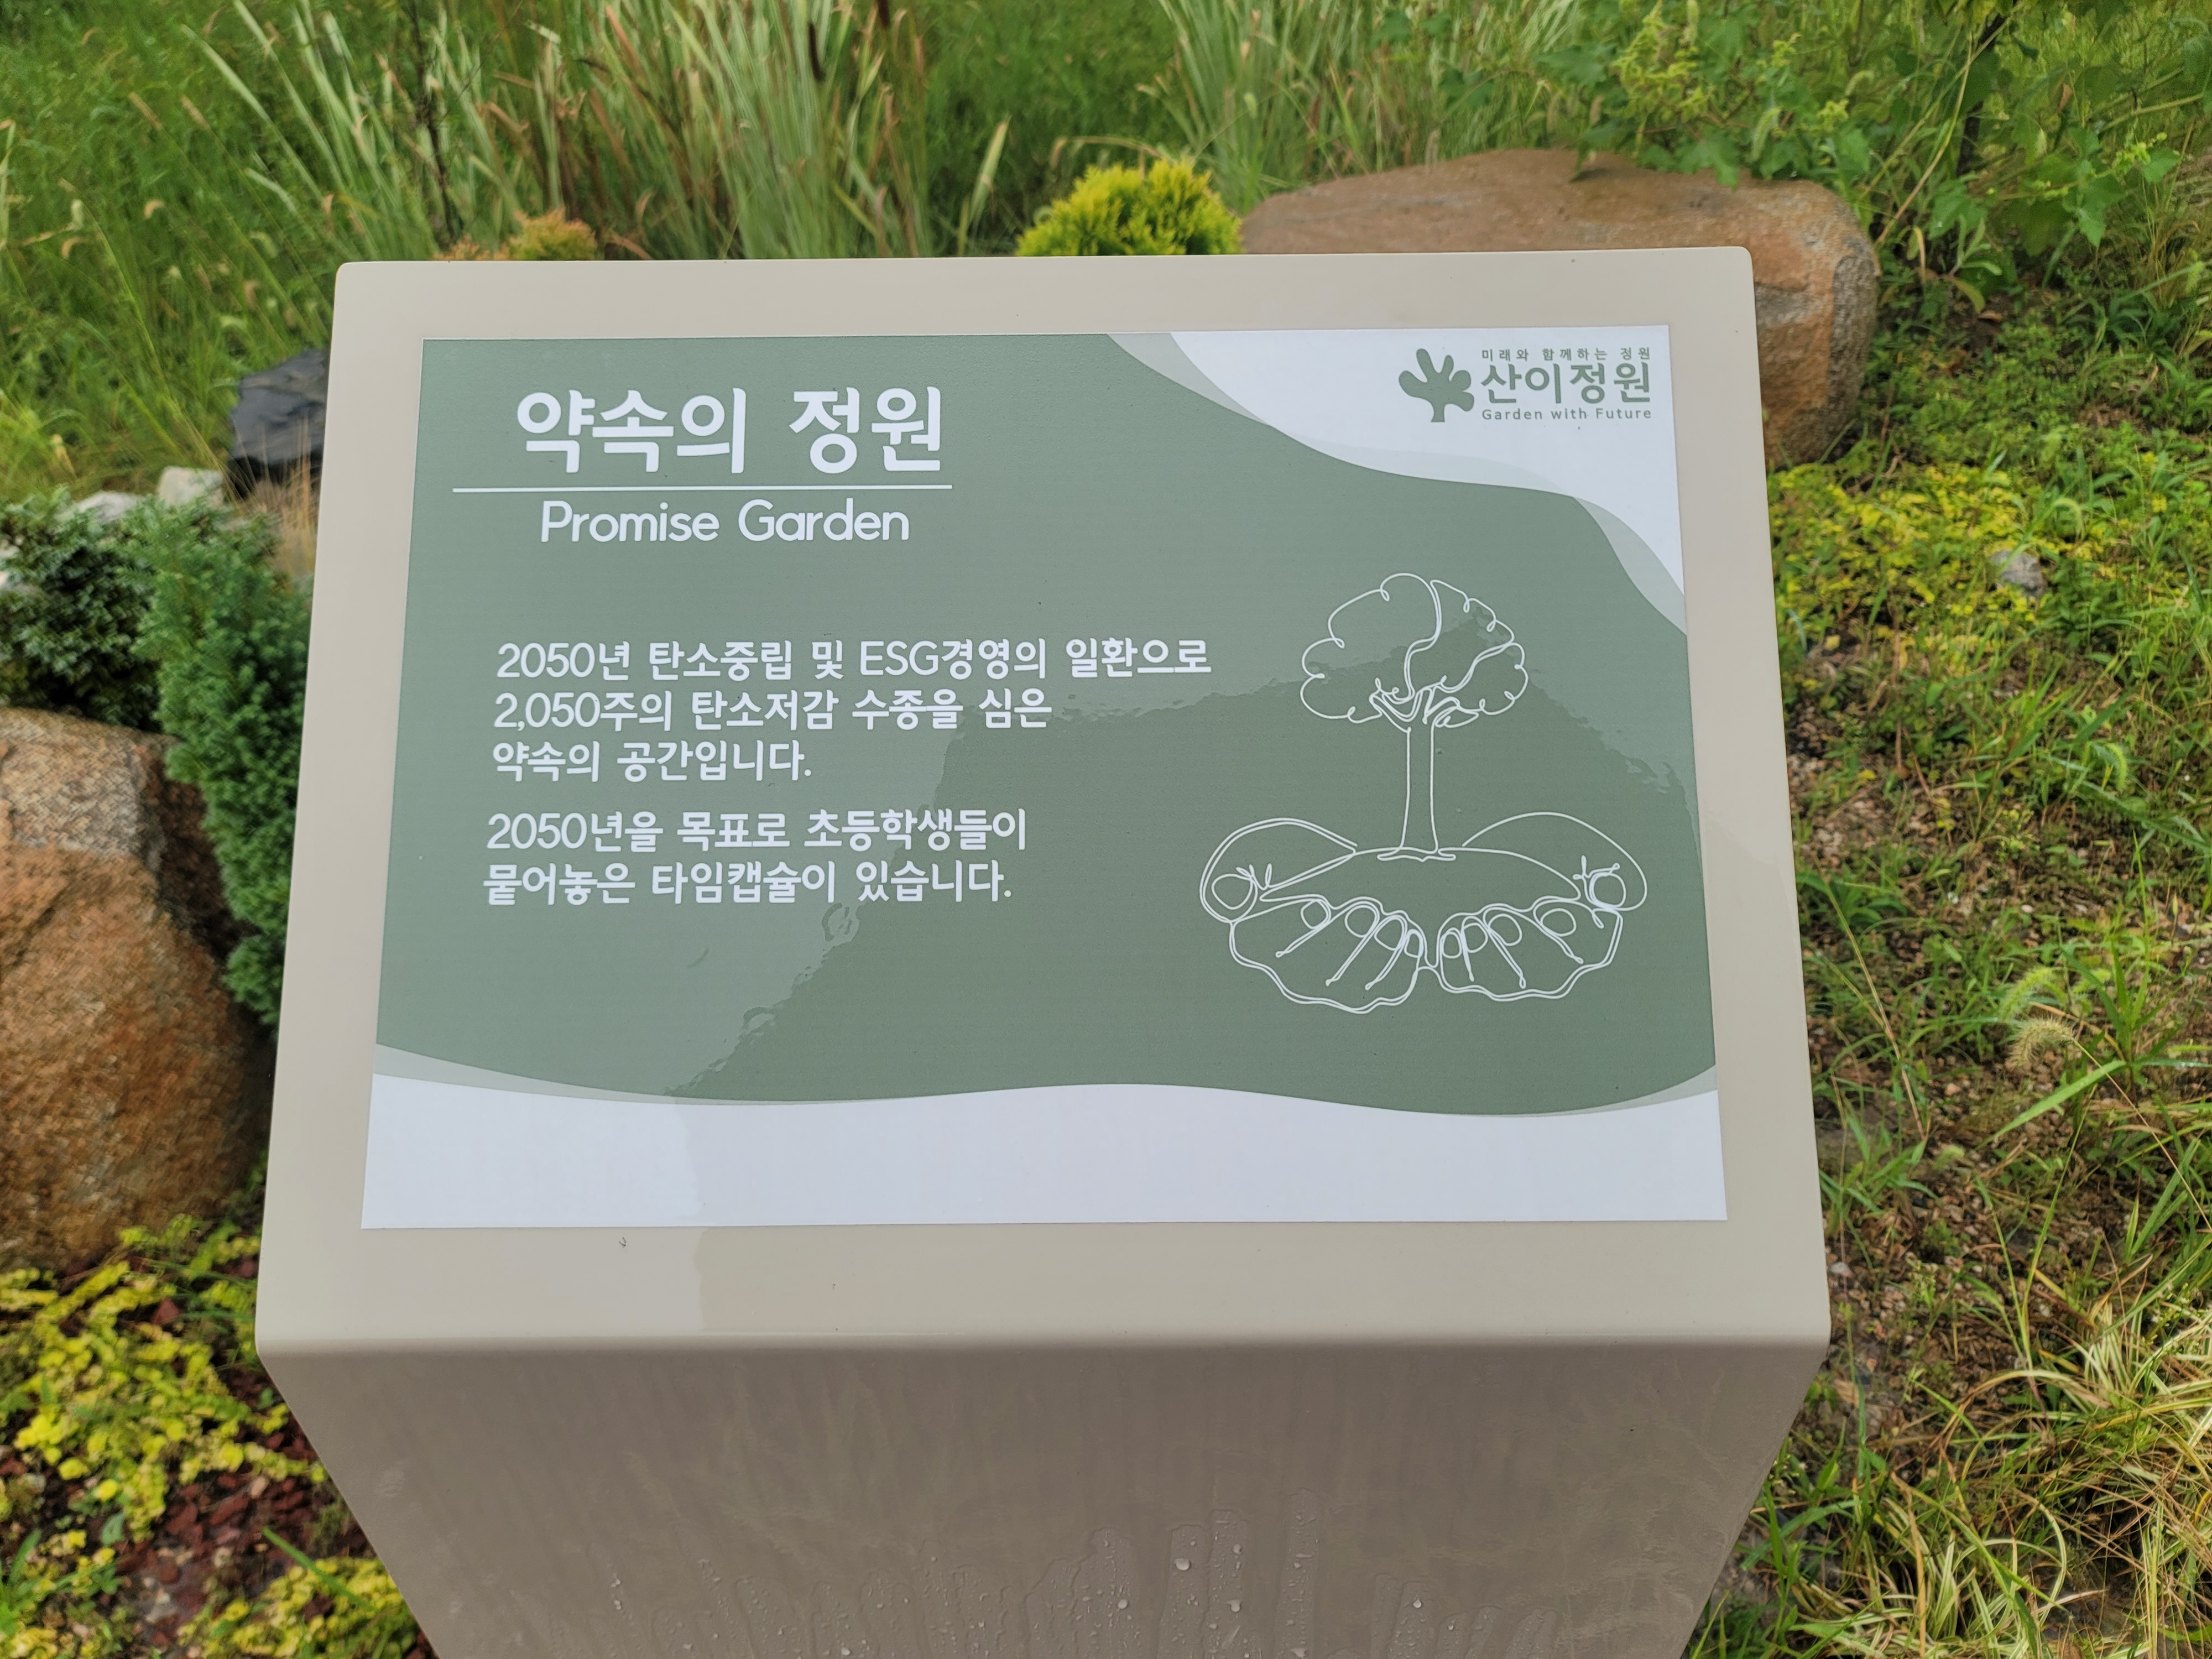 약속의 정원
Promise Garden
미래와 함께하는 정원
산이정원
Garden with Future
2050년 탄소중립 및 ESG경영의 일환으로
2,050주의 탄소저감 수종을 심은
약속의 공간입니다.
2050년을 목표로 초등학생들이
뭍어놓은 타임캡슐이 있습니다.